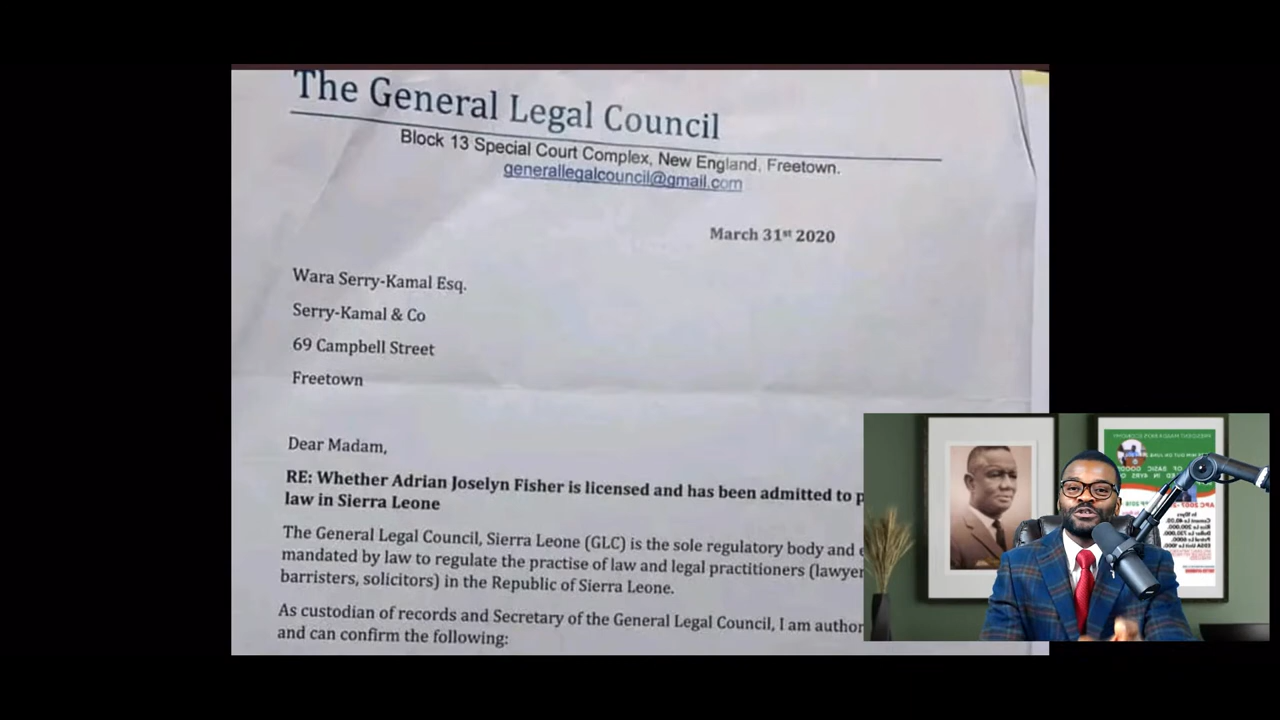 The General Legal Council
Block 13 Special Court Complex, New England, Freetown.
generallegalcouncil@gmail.com
March 31st 2020
Wara Serry-Kamal Esq.
Serry-Kamal & Co
69 Campbell Street
Freetown
Dear Madam,
RE: Whether Adrian Joselyn Fisher is licensed and has been admitted to p
law in Sierra Leone
The General Legal Council, Sierra Leone (GLC) is the sole regulatory body and e
mandated by law to regulate the practise of law and legal practitioners (lawyer
barristers, solicitors) in the Republic of Sierra Leone.
As custodian of records and Secretary of the General Legal Council, I am author
and can confirm the following: